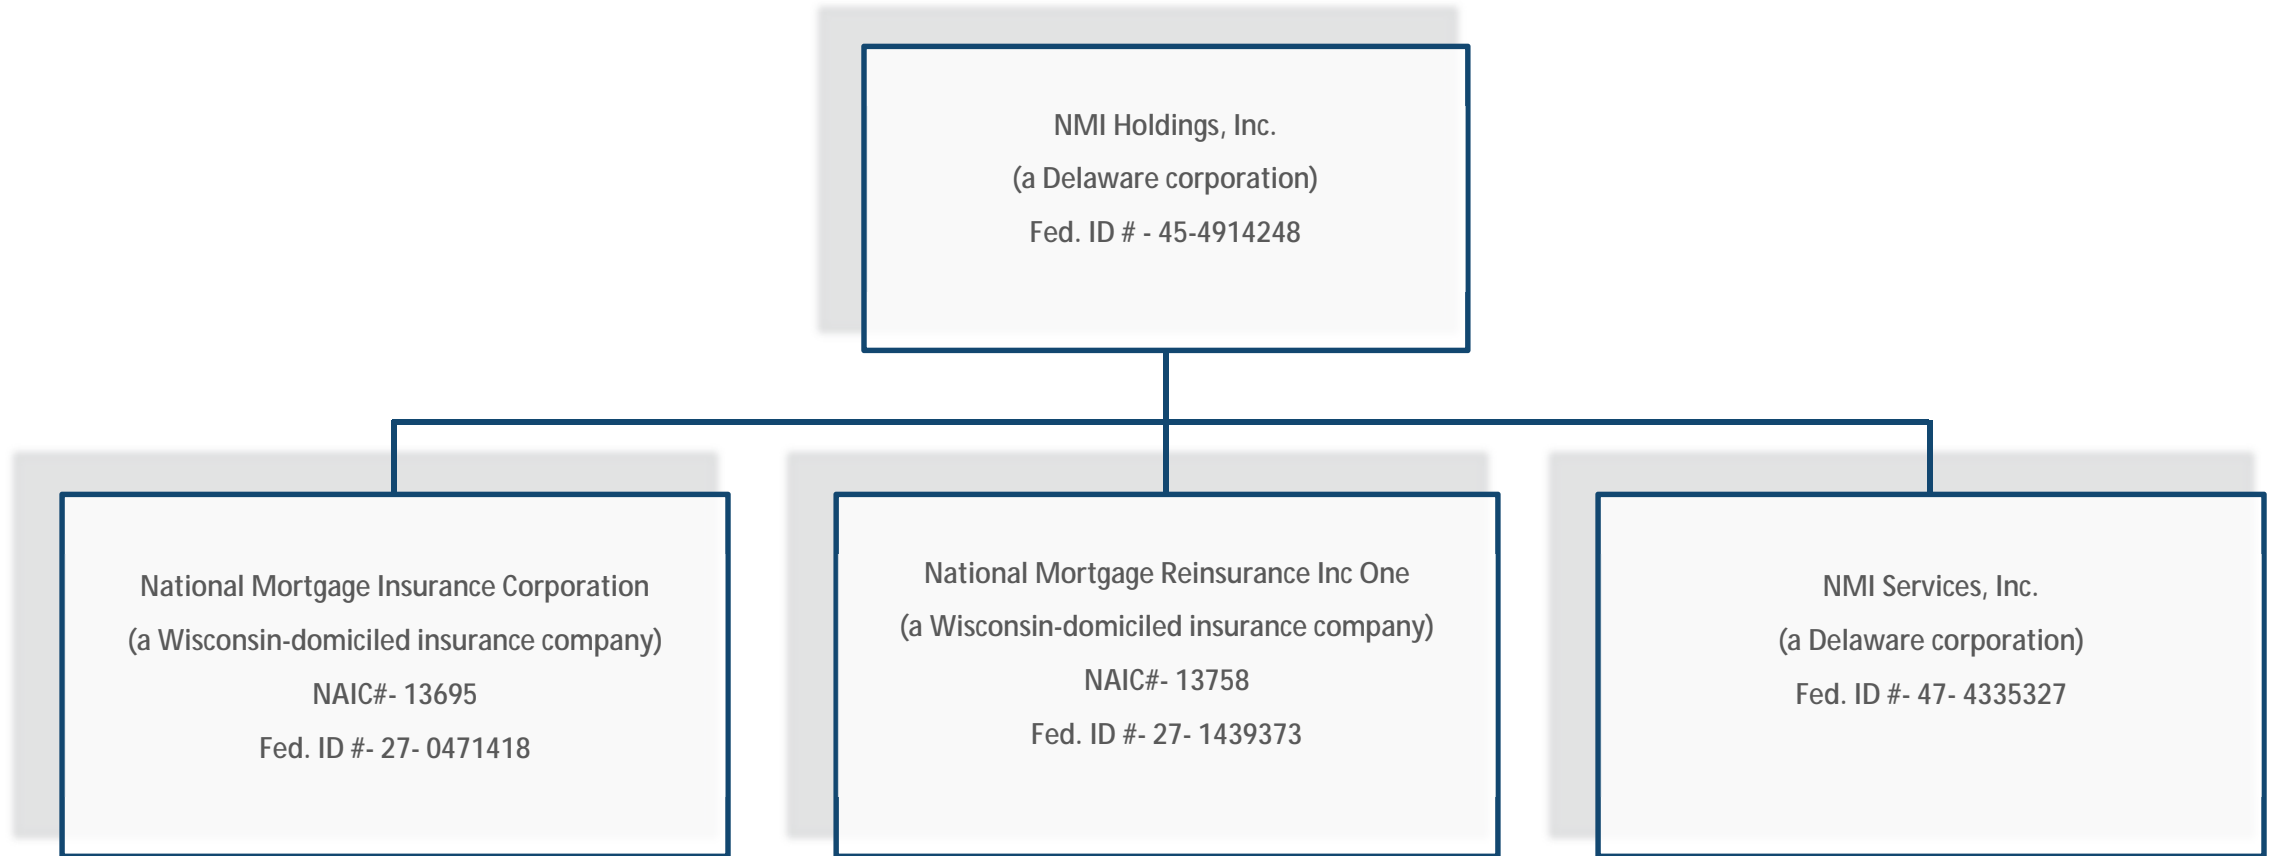 NMI Holdings, Inc.
(a Delaware corporation)
Fed. ID # - 45-4914248
National Mortgage Insurance Corporation
(a Wisconsin-domiciled insurance company)
NAIC#- 13695
Fed. ID #- 27- 0471418
National Mortgage Reinsurance Inc One
(a Wisconsin-domiciled insurance company)
NAIC#- 13758
Fed. ID #- 27- 1439373
NMI Services, Inc.
(a Delaware corporation)
Fed. ID #- 47- 4335327